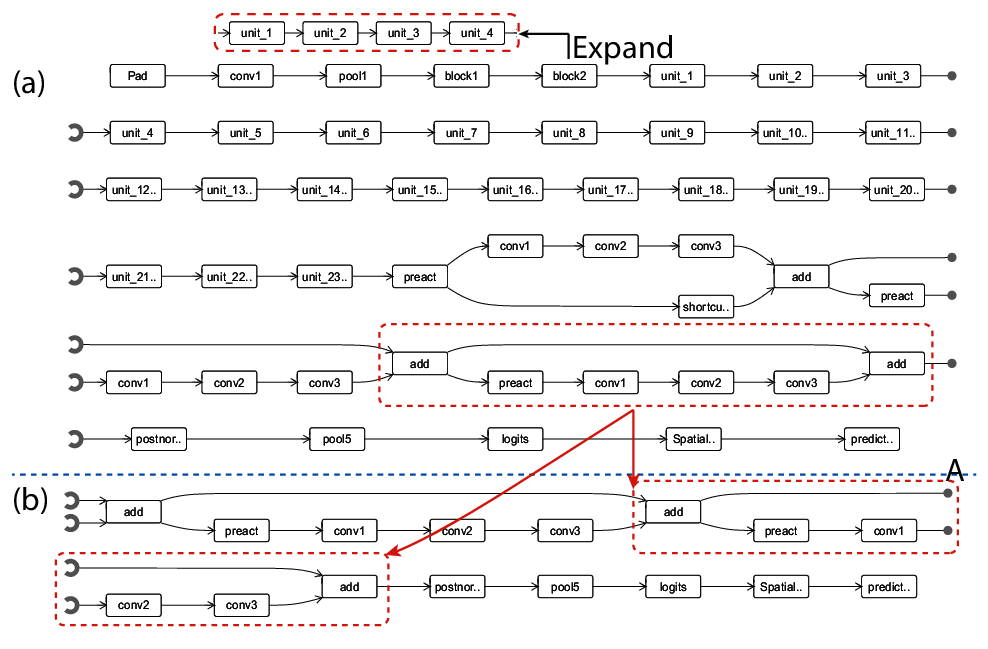 unit_1 unit_2 unit_3 unit_4
Expand
(a)
Pad conv1 pool1 block1 block2 unit_1 unit_2 unit_3
unit_4 unit_5 unit_6 unit_7 unit_8 unit_9 unit_10.. unit_11..
unit_12.. unit_13.. unit_14.. unit_15.. unit_16.. unit_17.. unit_18.. unit_19.. unit_20..
conv1 conv2 conv3
unit_21.. unit_22.. unit_23.. preact add
preact
shortcu..
add add
conv1 conv2 conv3 preact conv1 conv2 conv3
postnor.. pool5 logits Spatial.. predict..
A
(b)
add add
preact conv1 conv2 conv3 preact conv1
add postnor.. pool5 logits Spatial.. predict..
conv2 conv3